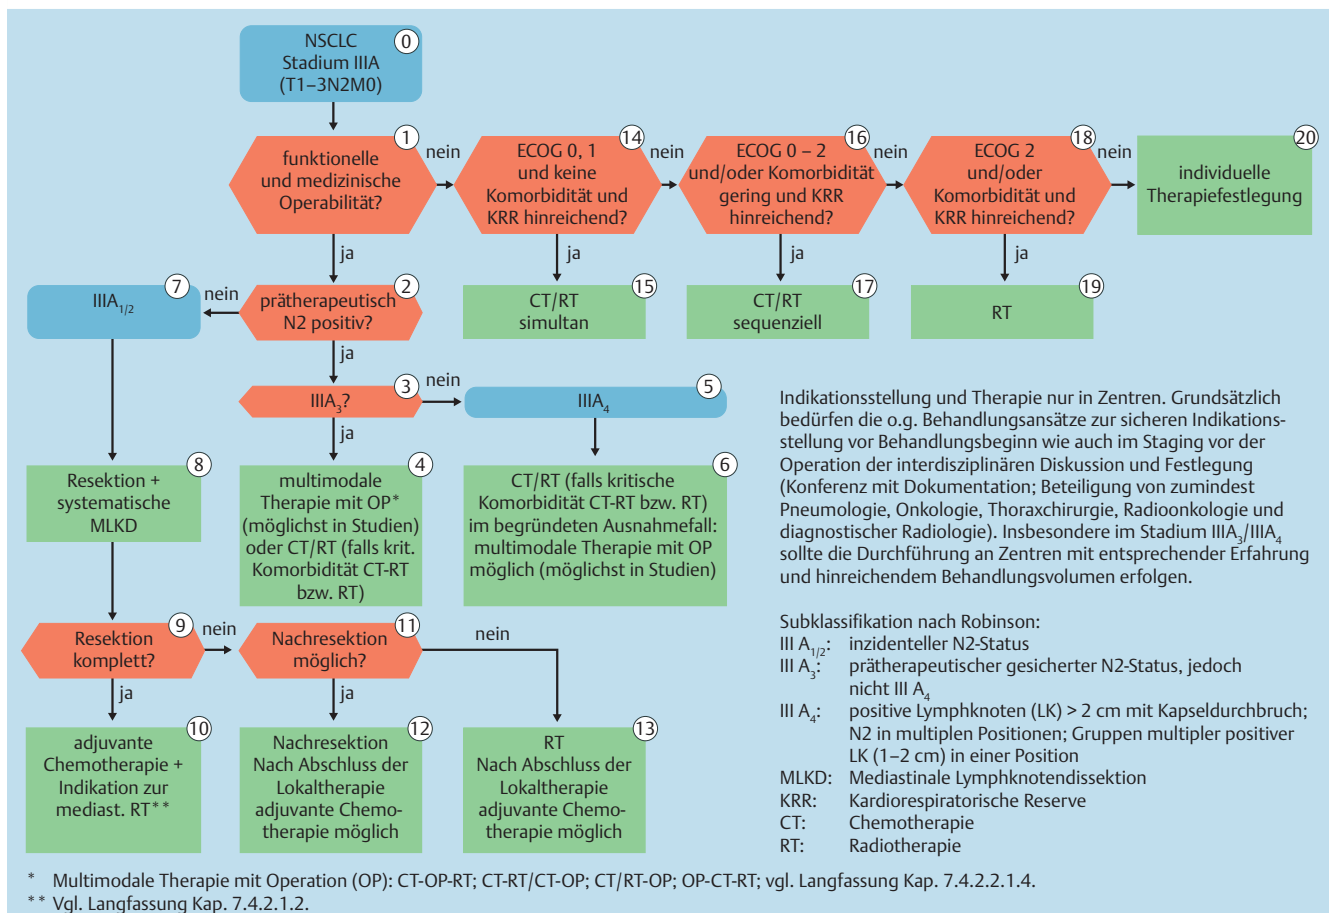 NSCLC
Stadium IIIA
(T1–3N2M0)
0
funktionelle
und medizinische
Operabilität?
1
nein
ECOG 0, 1
und keine
Komorbidität und
KRR hinreichend?
14
nein
ECOG 0 – 2
und/oder Komorbidität
gering und KRR
hinreichend?
16
nein
ECOG 2
und/oder
Komorbidität und
KRR hinreichend?
18
nein
individuelle
Therapiefestlegung
20
ja
ja
ja
ja
IIIA1/2
7
nein
prätherapeutisch
N2 positiv?
2
CT/RT
simultan
15
CT/RT
sequenziell
17
RT
19
ja
IIIA3?
3
nein
IIIA4
5
ja
Resektion +
systematische
MLKD
8
multimodale
Therapie mit OP*
(möglichst in Studien)
oder CT/RT (falls krit.
Komorbidität CT-RT
bzw. RT)
4
CT/RT (falls kritische
Komorbidität CT-RT bzw. RT)
im begründeten Ausnahmefall:
multimodale Therapie mit OP
möglich (möglichst in Studien)
6
Resektion
komplett?
9
nein
Nachresektion
möglich?
11
nein
ja
ja
adjuvante
Chemotherapie +
Indikation zur
mediast. RT**
10
Nachresektion
Nach Abschluss der
Lokaltherapie
adjuvante Chemo-
therapie möglich
12
RT
Nach Abschluss der
Lokaltherapie
adjuvante Chemo-
therapie möglich
13
Indikationsstellung und Therapie nur in Zentren. Grundsätzlich
bedürfen die o.g. Behandlungsansätze zur sicheren Indikations-
stellung vor Behandlungsbeginn wie auch im Staging vor der
Operation der interdisziplinären Diskussion und Festlegung
(Konferenz mit Dokumentation; Beteiligung von zumindest
Pneumologie, Onkologie, Thoraxchirurgie, Radioonkologie und
diagnostischer Radiologie). Insbesondere im Stadium IIIA3/IIIA4
sollte die Durchführung an Zentren mit entsprechender Erfahrung
und hinreichendem Behandlungsvolumen erfolgen.
Subklassifikation nach Robinson:
III A1/2: inzidenteller N2-Status
III A3: prätherapeutischer gesicherter N2-Status, jedoch
nicht III A4
III A4: positive Lymphknoten (LK) > 2 cm mit Kapseldurchbruch;
N2 in multiplen Positionen; Gruppen multipler positiver
LK (1–2 cm) in einer Position
MLKD: Mediastinale Lymphknotendissektion
KRR: Kardiorespiratorische Reserve
CT: Chemotherapie
RT: Radiotherapie
* Multimodale Therapie mit Operation (OP): CT-OP-RT; CT-RT/CT-OP; CT/RT-OP; OP-CT-RT; vgl. Langfassung Kap. 7.4.2.2.1.4.
** Vgl. Langfassung Kap. 7.4.2.1.2.